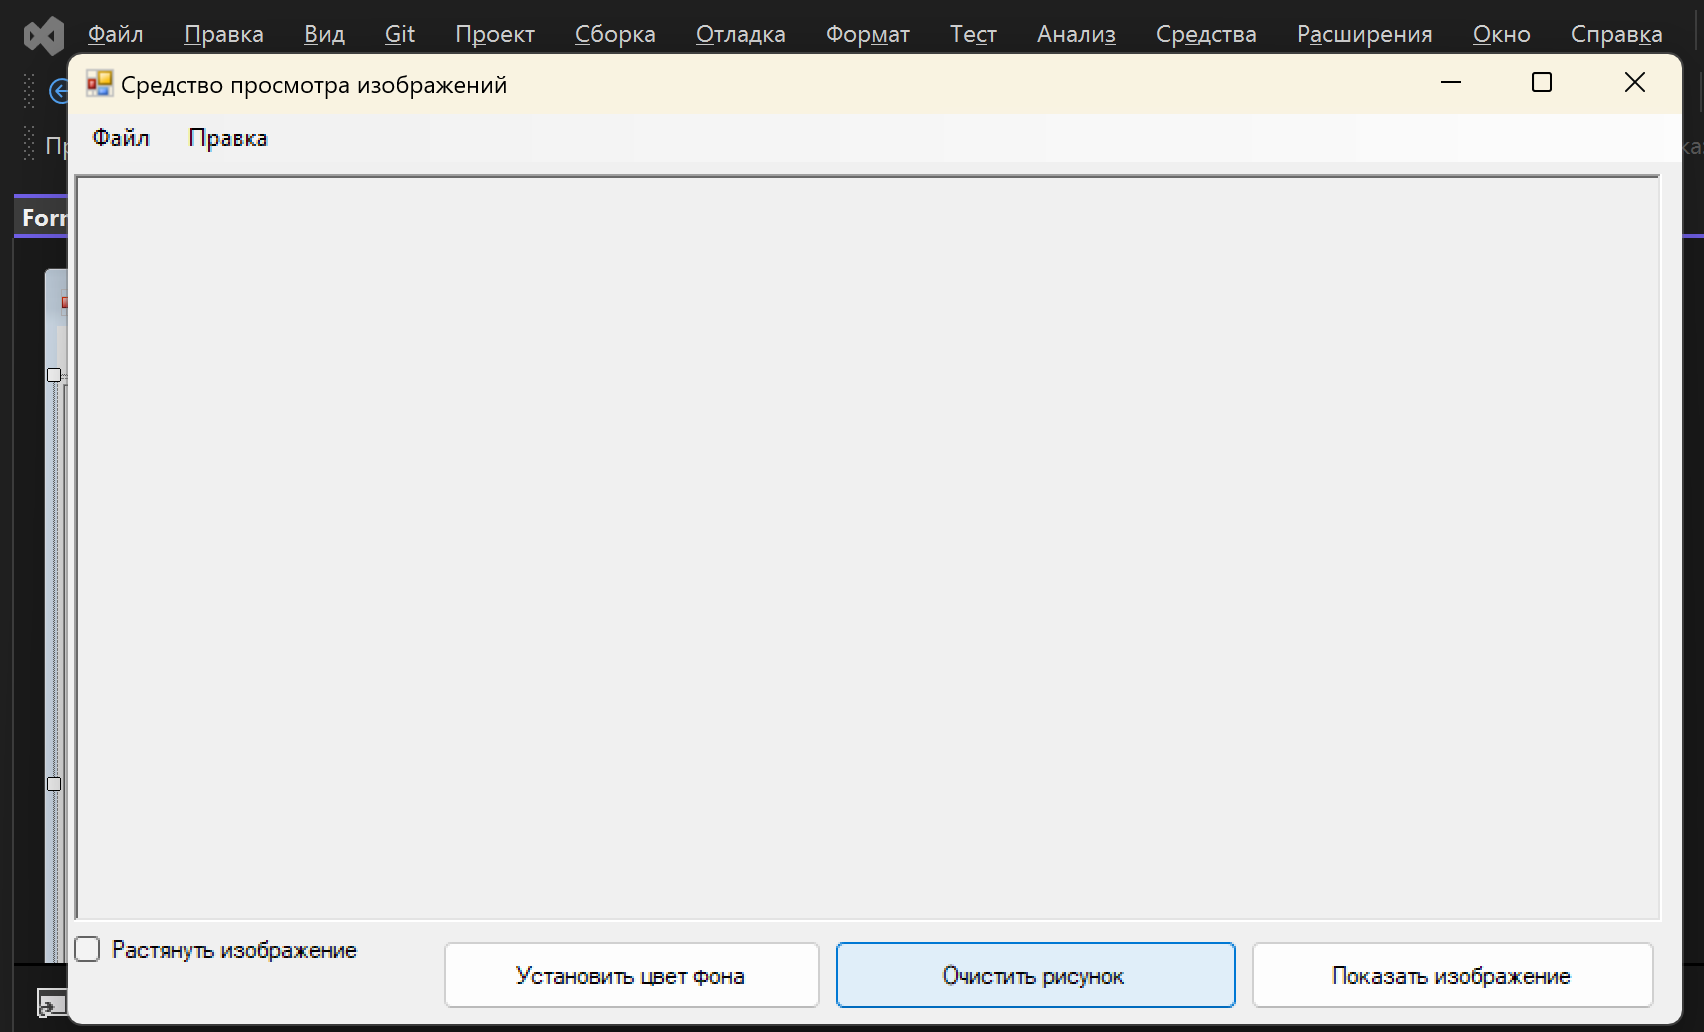 Файл Правка Вид Git Проект Сборка Отладка Формат Тест Анализ Средства Расширения Окно Справка
Средство просмотра изображений
Файл Правка
Растянуть изображение
Установить цвет фона Очистить рисунок Показать изображение